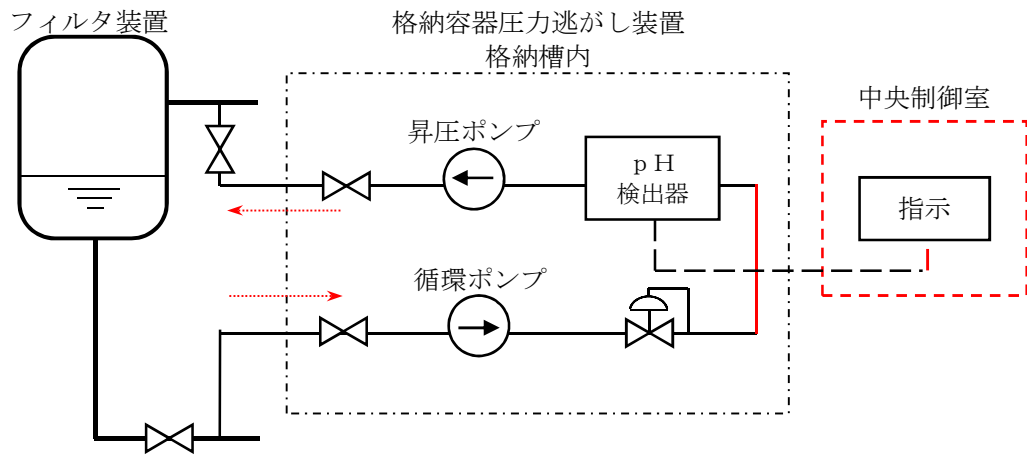 フィルタ装置
格納容器圧力逃がし装置
格納槽内
中央制御室
昇圧ポンプ
ｐＨ
検出器
指示
循環ポンプ